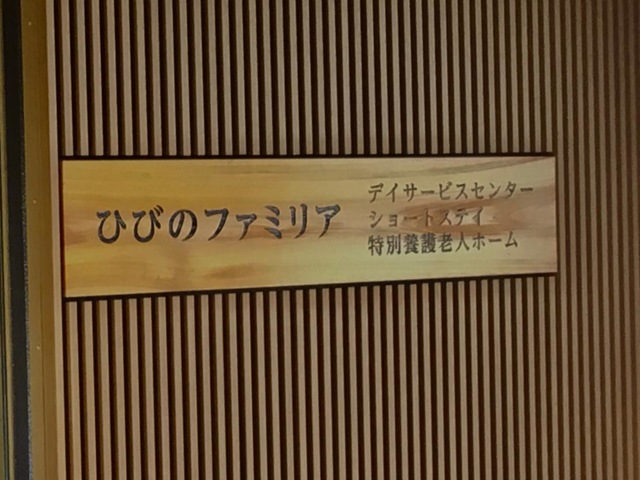 ひびのファミリア
デイサービスセンター
ショートステイ
特別養護老人ホーム